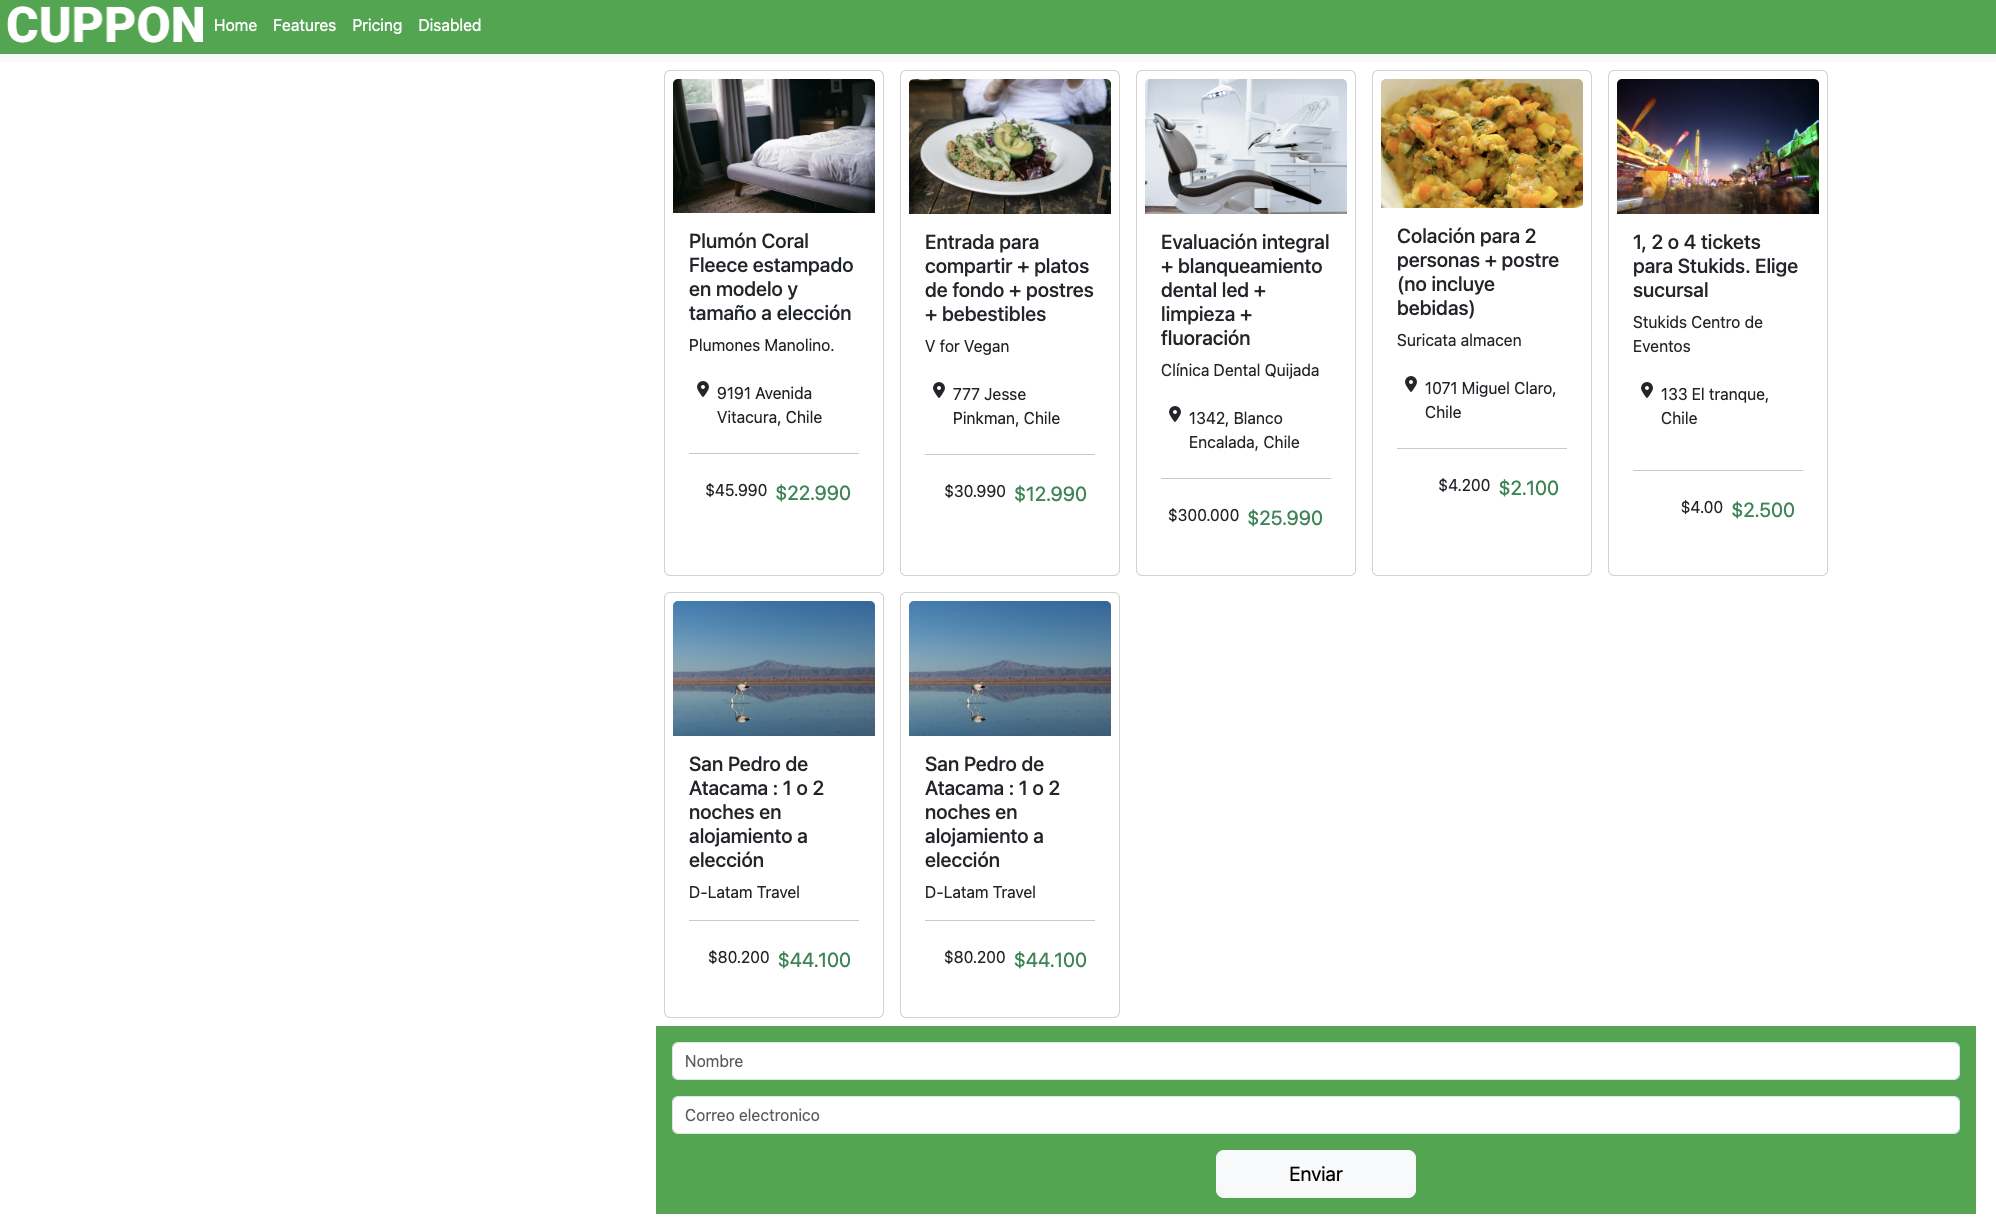 CUPPON Home Features Pricing Disabled
Plumón Coral
Fleece estampado
en modelo y
tamaño a elección
Plumones Manolino.
9191 Avenida
Vitacura, Chile
$45.990 $22.990
Entrada para
compartir + platos
de fondo + postres
+ bebestibles
V for Vegan
777 Jesse
Pinkman, Chile
$30.990 $12.990
Evaluación integral
+ blanqueamiento
dental led +
limpieza +
fluoración
Clínica Dental Quijada
1342, Blanco
Encalada, Chile
$300.000 $25.990
Colación para 2
personas + postre
(no incluye
bebidas)
Suricata almacen
1071 Miguel Claro,
Chile
$4.200 $2.100
1, 2 o 4 tickets
para Stukids. Elige
sucursal
Stukids Centro de
Eventos
133 El tranque,
Chile
$4.00 $2.500
San Pedro de
Atacama : 1 o 2
noches en
alojamiento a
elección
D-Latam Travel
$80.200 $44.100
San Pedro de
Atacama : 1 o 2
noches en
alojamiento a
elección
D-Latam Travel
$80.200 $44.100
Nombre
Correo electronico
Enviar